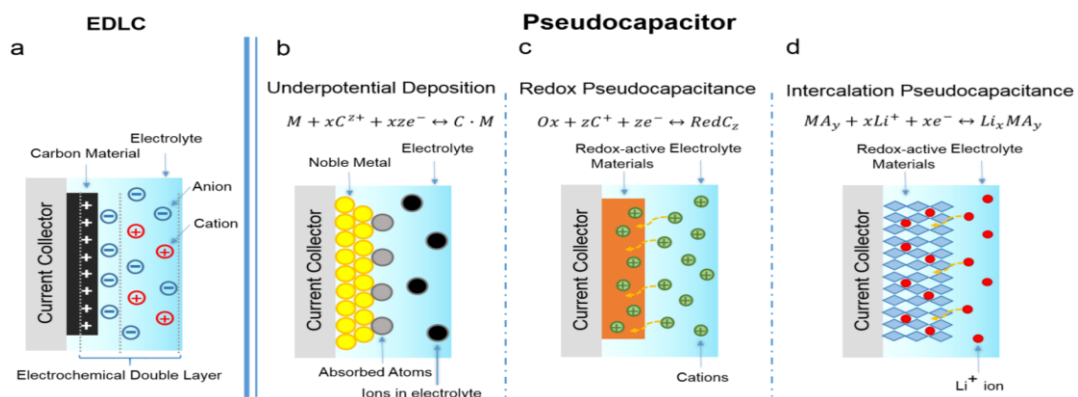 EDLC
Pseudocapacitor
a
b
c
d
Underpotential Deposition
Redox Pseudocapacitance
Intercalation Pseudocapacitance
M + xC^{z+} + xze^- ↔ C · M
Ox + zC^+ + ze^- ↔ RedC_z
MA_y + xLi^+ + xe^- ↔ Li_xMA_y
Electrolyte
Carbon Material
Anion
Cation
Current Collector
+
+
+
+
+
+
+
+
Electrochemical Double Layer
Electrolyte
Noble Metal
Current Collector
Absorbed Atoms
Ions in electrolyte
Redox-active Electrolyte
Materials
Current Collector
Cations
Redox-active Electrolyte
Materials
Current Collector
Li^+ ion